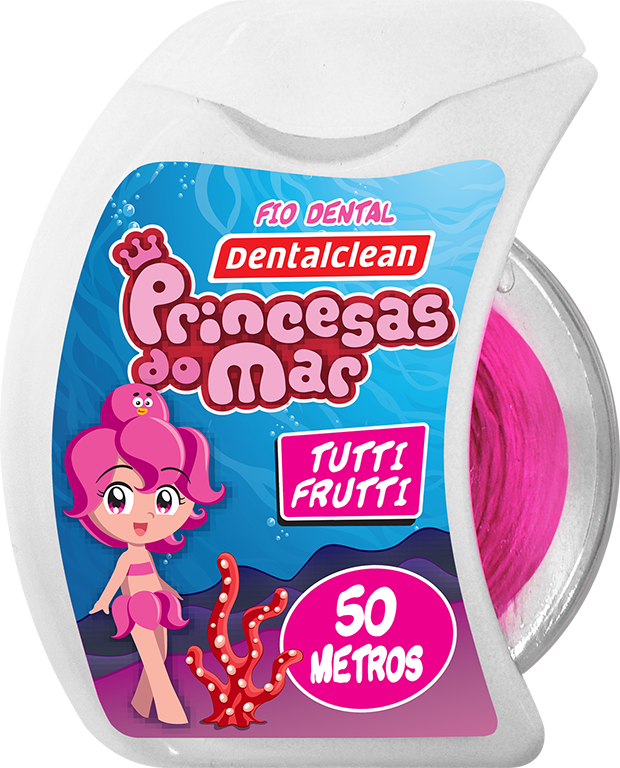 FIO DENTAL
Dentalclean
Princesas
do Mar
TUTTI
FRUTTI
50
METROS